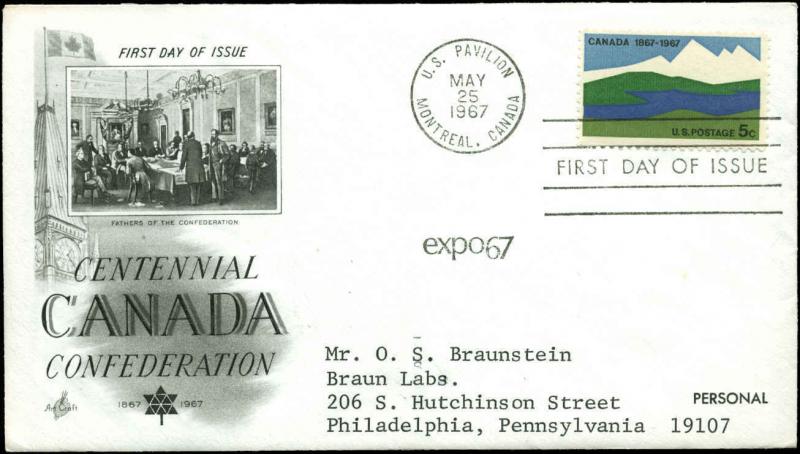 FIRST DAY OF ISSUE
FATHERS OF THE CONFEDERATION
CENTENNIAL
CANADA
CONFEDERATION
1867 1967
Art Craft
U.S. PAVILION
MAY
25
1967
MONTREAL, CANADA
CANADA 1867-1967
U.S. POSTAGE 5c
FIRST DAY OF ISSUE
expo67
Mr. O. S. Braunstein
Braun Labs.
206 S. Hutchinson Street
PERSONAL
Philadelphia, Pennsylvania 19107